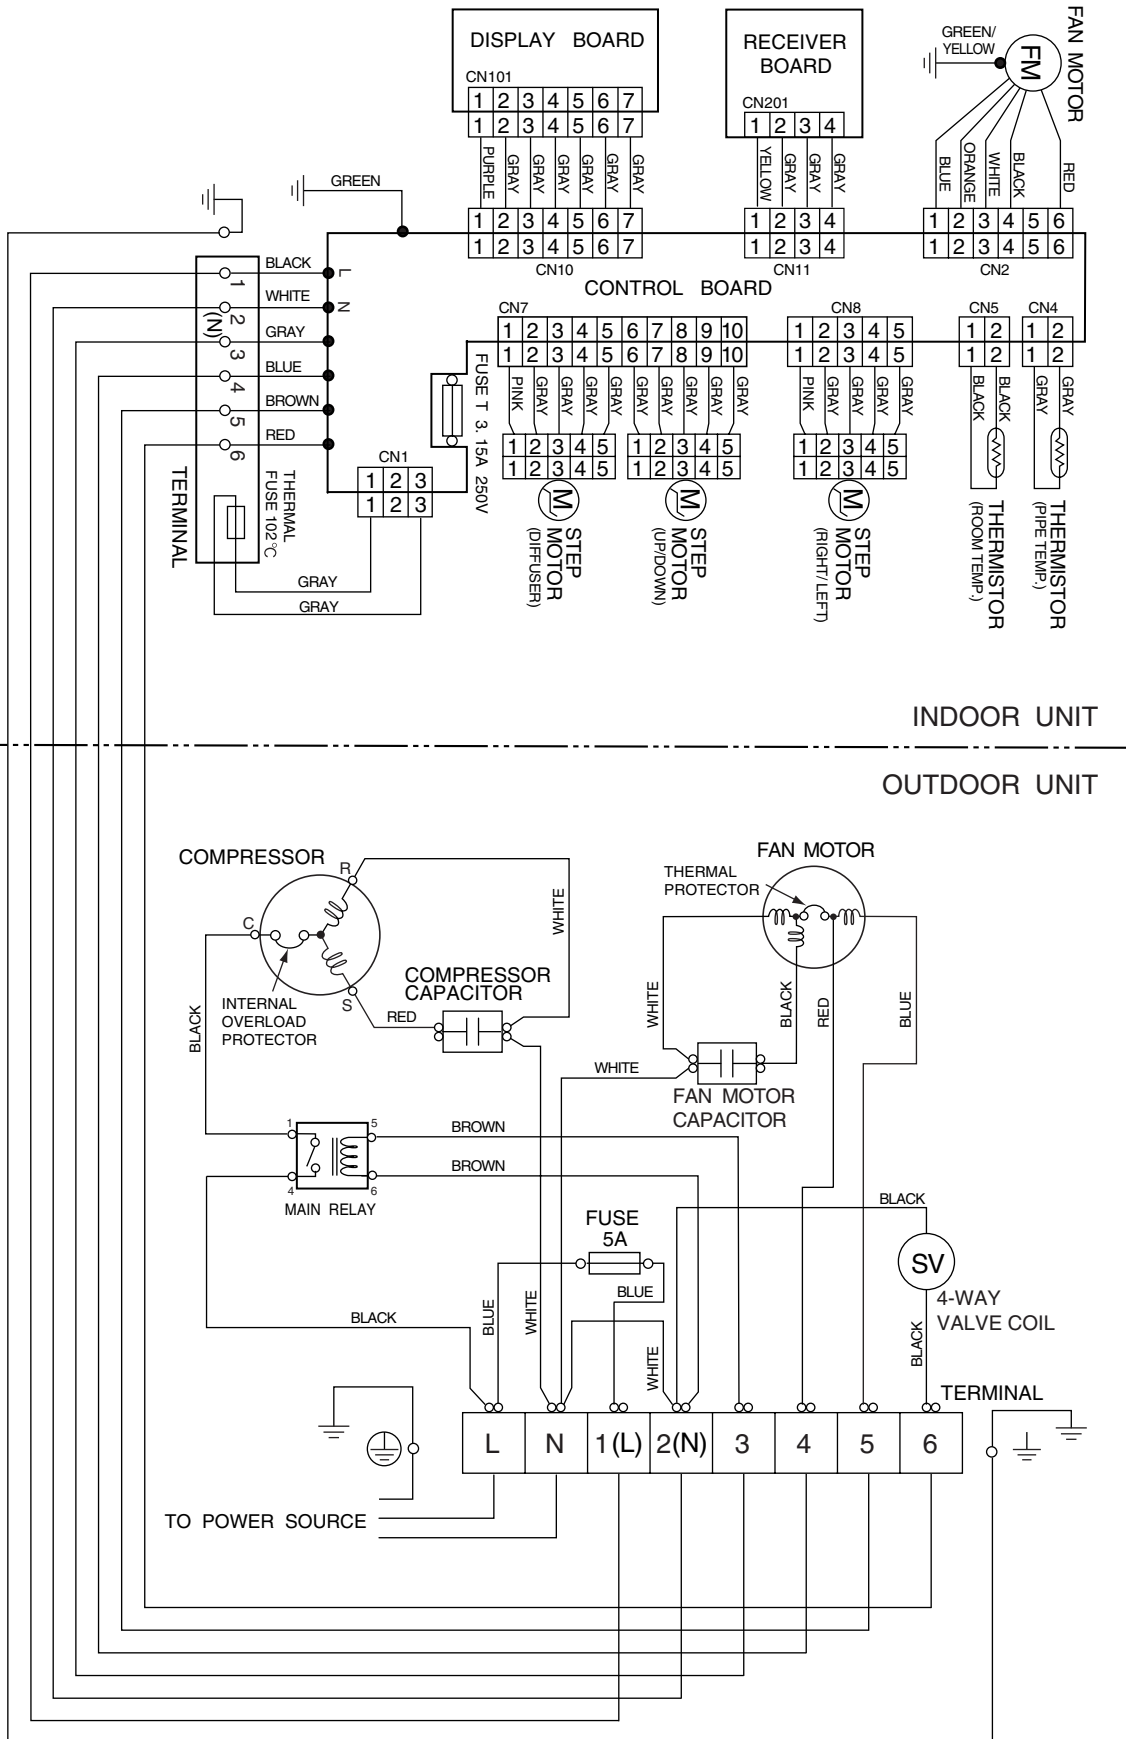 DISPLAY BOARD
CN101
1 2 3 4 5 6 7
1 2 3 4 5 6 7
PURPLE GRAY GRAY GRAY GRAY GRAY GRAY
1 2 3 4 5 6 7
1 2 3 4 5 6 7
CN10
RECEIVER
BOARD
CN201
1 2 3 4
YELLOW GRAY GRAY GRAY
1 2 3 4
1 2 3 4
CN11
GREEN/
YELLOW
FM
FAN MOTOR
BLUE ORANGE WHITE BLACK RED
1 2 3 4 5 6
1 2 3 4 5 6
CN2
GREEN
CONTROL BOARD
BLACK
L
1
WHITE
N
2
(N)
GRAY
3
BLUE
4
BROWN
5
RED
6
TERMINAL
THERMAL
FUSE 102°C
CN1
1 2 3
1 2 3
GRAY
GRAY
FUSE T 3. 15A 250V
CN7
1 2 3 4 5 6 7 8 9 10
1 2 3 4 5 6 7 8 9 10
PINK GRAY GRAY GRAY GRAY GRAY GRAY GRAY GRAY GRAY
1 2 3 4 5
1 2 3 4 5
M
STEP
MOTOR
(DIFFUSER)
1 2 3 4 5
1 2 3 4 5
M
STEP
MOTOR
(UP/DOWN)
CN8
1 2 3 4 5
1 2 3 4 5
PINK GRAY GRAY GRAY GRAY
1 2 3 4 5
1 2 3 4 5
M
STEP
MOTOR
(RIGHT/ LEFT)
CN5
1 2
1 2
BLACK BLACK
THERMISTOR
(ROOM TEMP.)
CN4
1 2
1 2
GRAY GRAY
THERMISTOR
(PIPE TEMP.)
INDOOR UNIT
OUTDOOR UNIT
COMPRESSOR
R
C
S
INTERNAL
OVERLOAD
PROTECTOR
BLACK
RED
WHITE
COMPRESSOR
CAPACITOR
FAN MOTOR
THERMAL
PROTECTOR
WHITE
BLACK
RED
BLUE
WHITE
FAN MOTOR
CAPACITOR
1
5
4
6
MAIN RELAY
BROWN
BROWN
BLACK
SV
4-WAY
VALVE COIL
BLACK
FUSE
5A
BLUE
BLACK
BLUE
WHITE
WHITE
TERMINAL
L N 1(L) 2(N) 3 4 5 6
TO POWER SOURCE